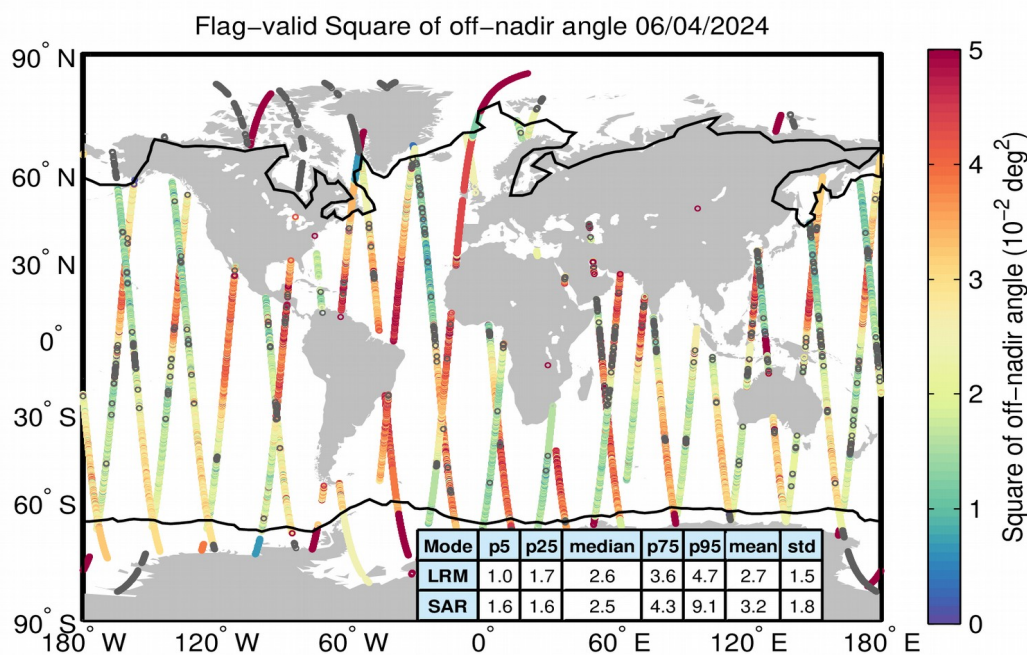 Flag-valid Square of off-nadir angle 06/04/2024
90° N
60° N
30° N
0°
30° S
60° S
90° S
180° W
120° W
60° W
0°
60° E
120° E
180° E
Mode p5 p25 median p75 p95 mean std
LRM 1.0 1.7 2.6 3.6 4.7 2.7 1.5
SAR 1.6 1.6 2.5 4.3 9.1 3.2 1.8
5
4
3
2
1
0
Square of off-nadir angle (10⁻² deg²)